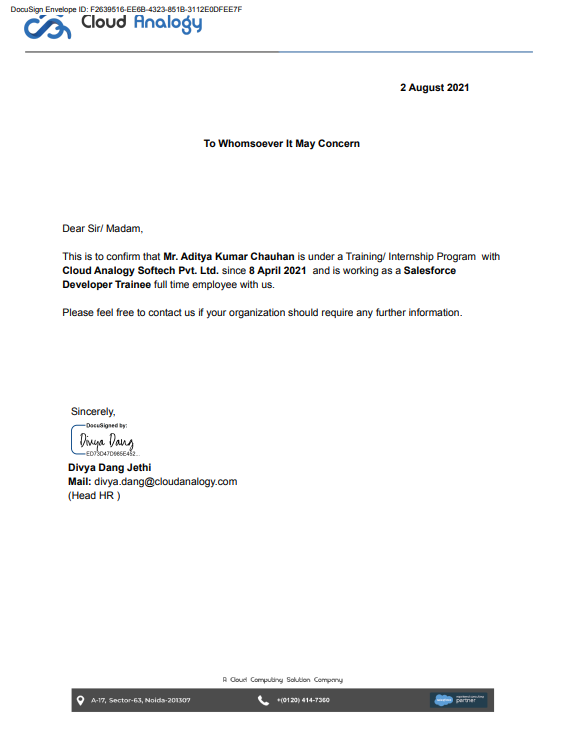 DocuSign Envelope ID: F2639516-EE6B-4323-851B-3112E0DFEE7F
Cloud Analogy
2 August 2021
To Whomsoever It May Concern
Dear Sir/ Madam,
This is to confirm that Mr. Aditya Kumar Chauhan is under a Training/ Internship Program with
Cloud Analogy Softech Pvt. Ltd. since 8 April 2021 and is working as a Salesforce
Developer Trainee full time employee with us.
Please feel free to contact us if your organization should require any further information.
Sincerely,
DocuSigned by:
Divya Dang
ED73D47D985E452...
Divya Dang Jethi
Mail: divya.dang@cloudanalogy.com
(Head HR )
A Cloud Computing Solution Company
A-17, Sector-63, Noida-201307
+(0120) 414-7360
partner